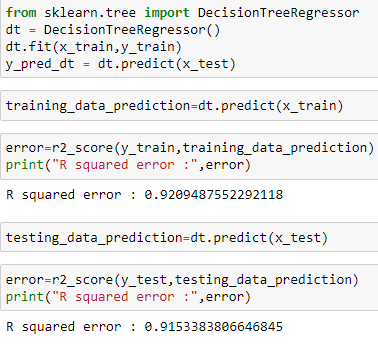 from sklearn.tree import DecisionTreeRegressor
dt = DecisionTreeRegressor()
dt.fit(x_train,y_train)
y_pred_dt = dt.predict(x_test)
training_data_prediction=dt.predict(x_train)
error=r2_score(y_train,training_data_prediction)
print("R squared error :",error)
R squared error : 0.9209487552292118
testing_data_prediction=dt.predict(x_test)
error=r2_score(y_test,testing_data_prediction)
print("R squared error :",error)
R squared error : 0.9153383806646845